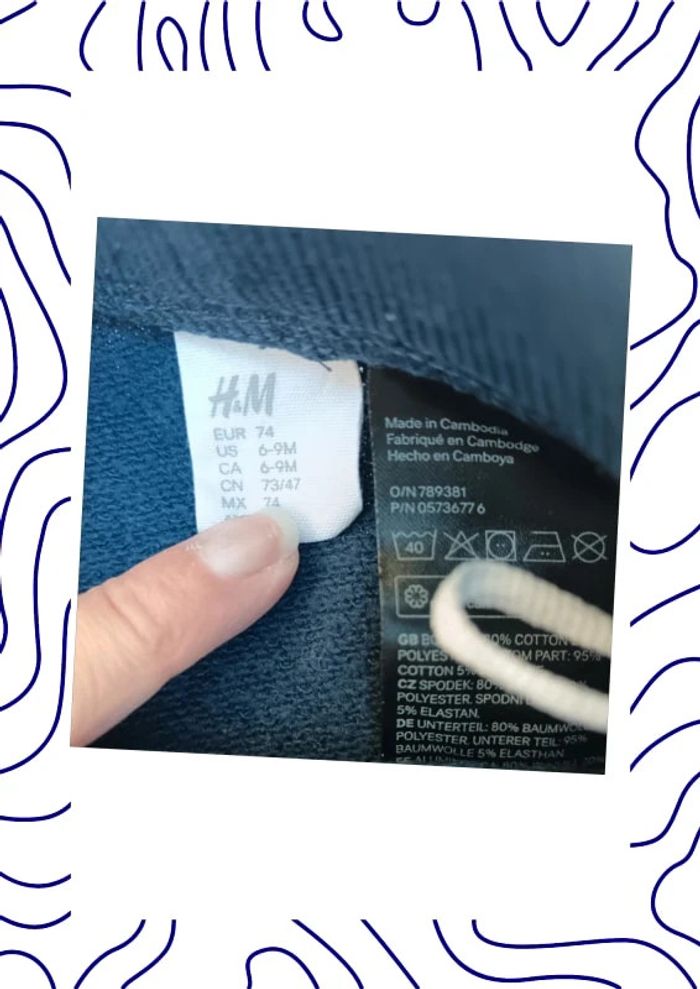 H&M
EUR 74
US 6-9M
CA 6-9M
CN 73/47
MX 74
Made in Cambodia
Fabriqué en Cambodge
Hecho en Camboya
O/N 789381
P/N 05736776
40
GB 80% COTTON
POLYES OM PART: 95%
COTTON 5%
CZ SPODEK: 80%
POLYESTER. SPODNÍ
5% ELASTAN.
DE UNTERTEIL: 80% BAUMWO
POLYESTER. UNTERER TEIL: 95%
BAUMWOLLE 5% ELASTHAN